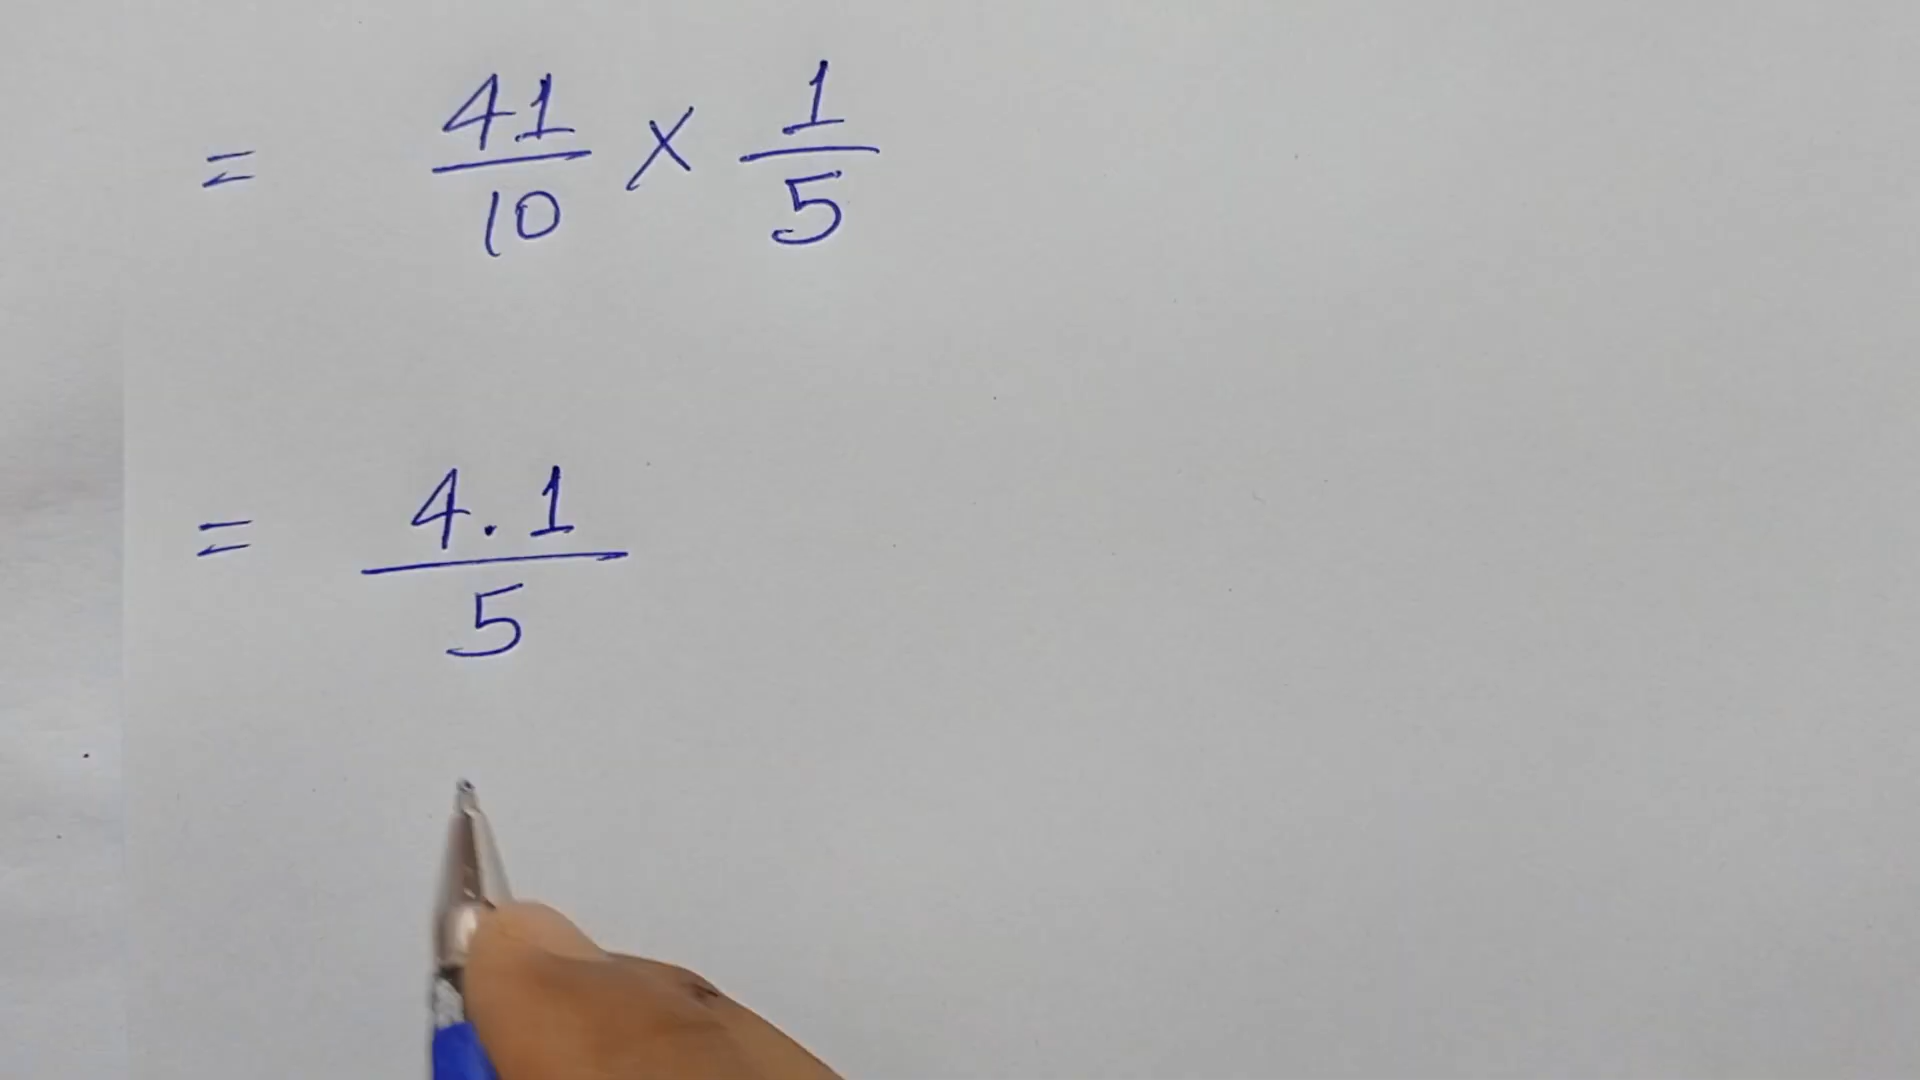 = 41/10 × 1/5
= 4.1/5